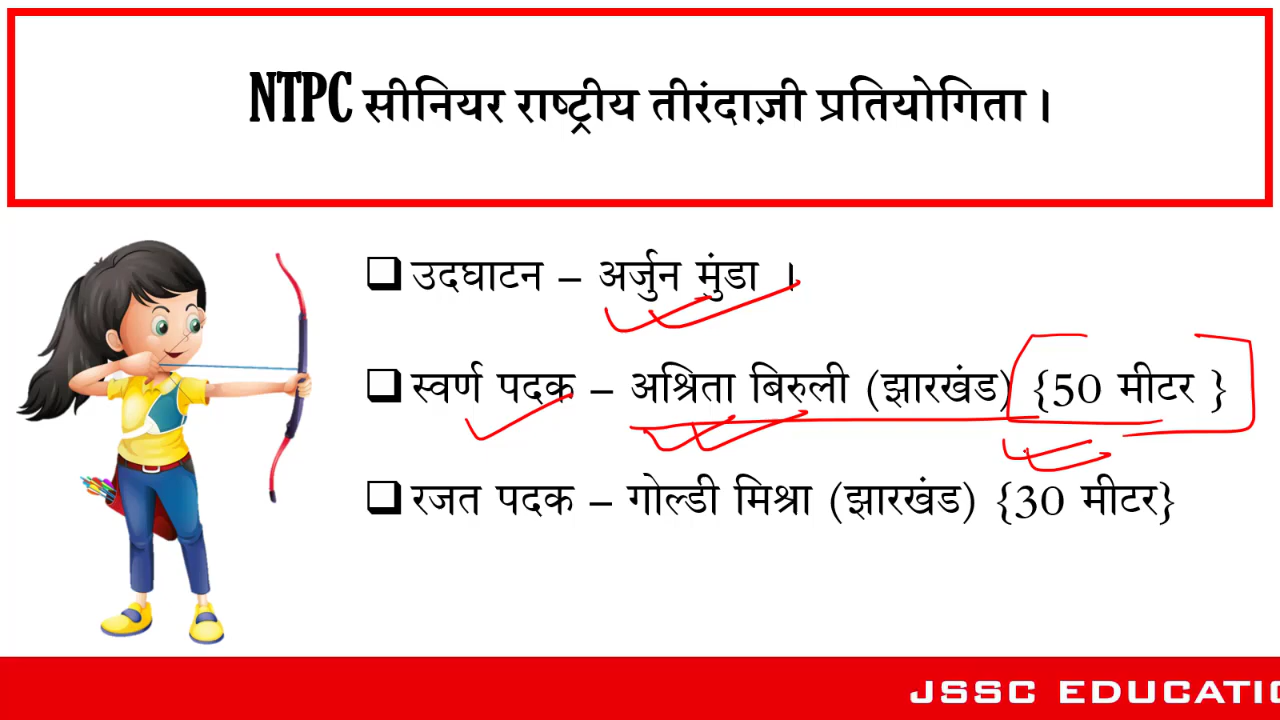 NTPC सीनियर राष्ट्रीय तीरंदाज़ी प्रतियोगिता।
उदघाटन – अर्जुन मुंडा ।
स्वर्ण पदक – अश्रिता बिरुली (झारखंड) {50 मीटर }
रजत पदक – गोल्डी मिश्रा (झारखंड) {30 मीटर}
JSSC EDUCATIO